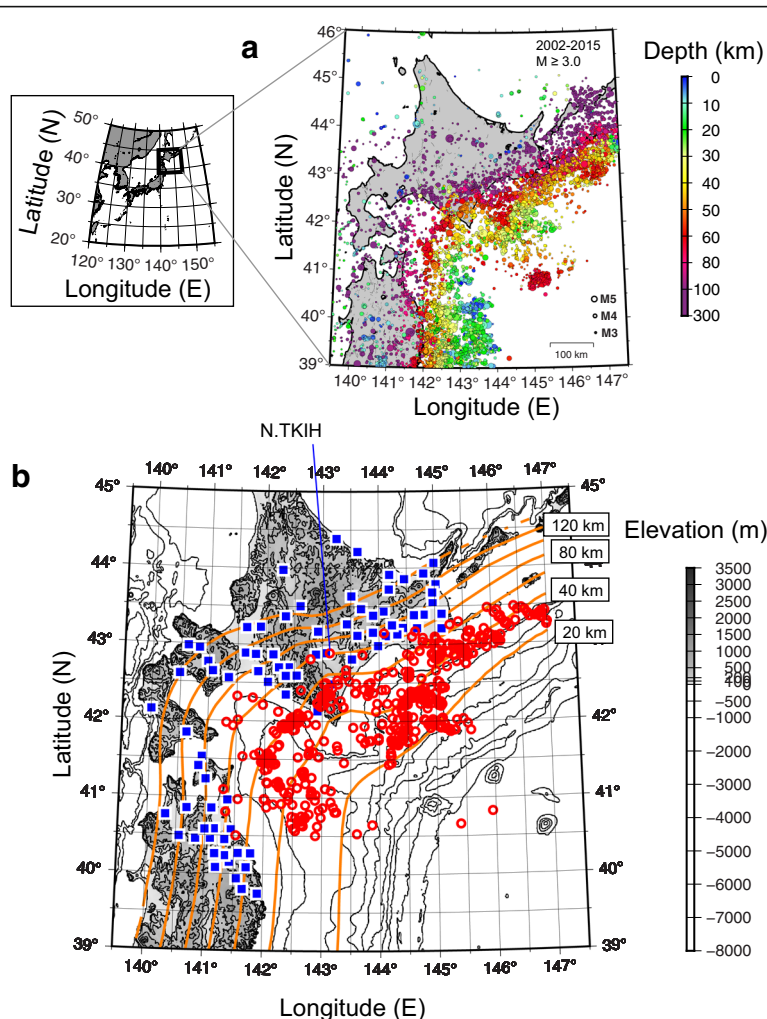 a
2002-2015
M ≥ 3.0
46°
45°
44°
43°
42°
41°
40°
39°
Latitude (N)
140° 141° 142° 143° 144° 145° 146° 147°
Longitude (E)
M5
M4
M3
100 km
Depth (km)
0
10
20
30
40
50
60
80
100
200
300
50°
40°
30°
20°
Latitude (N)
120° 130° 140° 150°
Longitude (E)
N.TKIH
b
140° 141° 142° 143° 144° 145° 146° 147°
45° 45°
44°
43°
42° 42°
41° 41°
40° 40°
39° 39°
Latitude (N)
120 km
80 km
40 km
20 km
140° 141° 142° 143° 144° 145° 146° 147°
Longitude (E)
Elevation (m)
3500
3000
2500
2000
1500
1000
500
200
100
0
−500
−1000
−2000
−3000
−4000
−5000
−6000
−7000
−8000